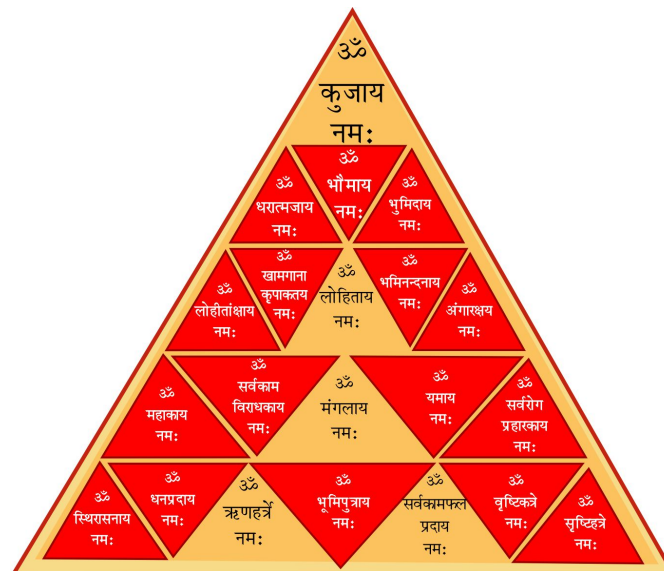 ॐ
कुजाय
नमः
ॐ
धरात्मजाय
नमः
ॐ
भौमाय
नमः
ॐ
भुमिदाय
नमः
ॐ
लोहीतांक्षाय
नमः
ॐ
खामगाना
कृपाकतय
नमः
ॐ
लोहिताय
नमः
ॐ
भमिनन्दनाय
नमः
ॐ
अंगारक्षय
नमः
ॐ
महाकाय
नमः
ॐ
सर्वकाम
विराधकाय
नमः
ॐ
मंगलाय
नमः
ॐ
यमाय
नमः
ॐ
सर्वरोग
प्रहारकाय
नमः
ॐ
स्थिरासनाय
नमः
ॐ
धनप्रदाय
नमः
ॐ
ऋणहर्त्रे
नमः
ॐ
भूमिपुत्राय
नमः
ॐ
सर्वकामफल
प्रदाय
नमः
ॐ
वृष्टिकत्रे
नमः
ॐ
सृष्टिहत्रे
नमः